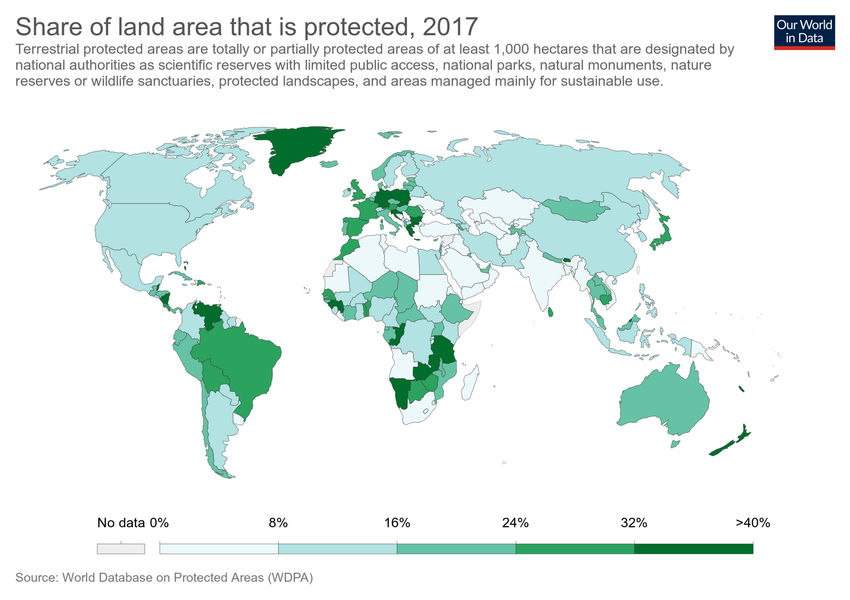 Share of land area that is protected, 2017
Our World
in Data
Terrestrial protected areas are totally or partially protected areas of at least 1,000 hectares that are designated by
national authorities as scientific reserves with limited public access, national parks, natural monuments, nature
reserves or wildlife sanctuaries, protected landscapes, and areas managed mainly for sustainable use.
No data 0% 8% 16% 24% 32% >40%
Source: World Database on Protected Areas (WDPA)